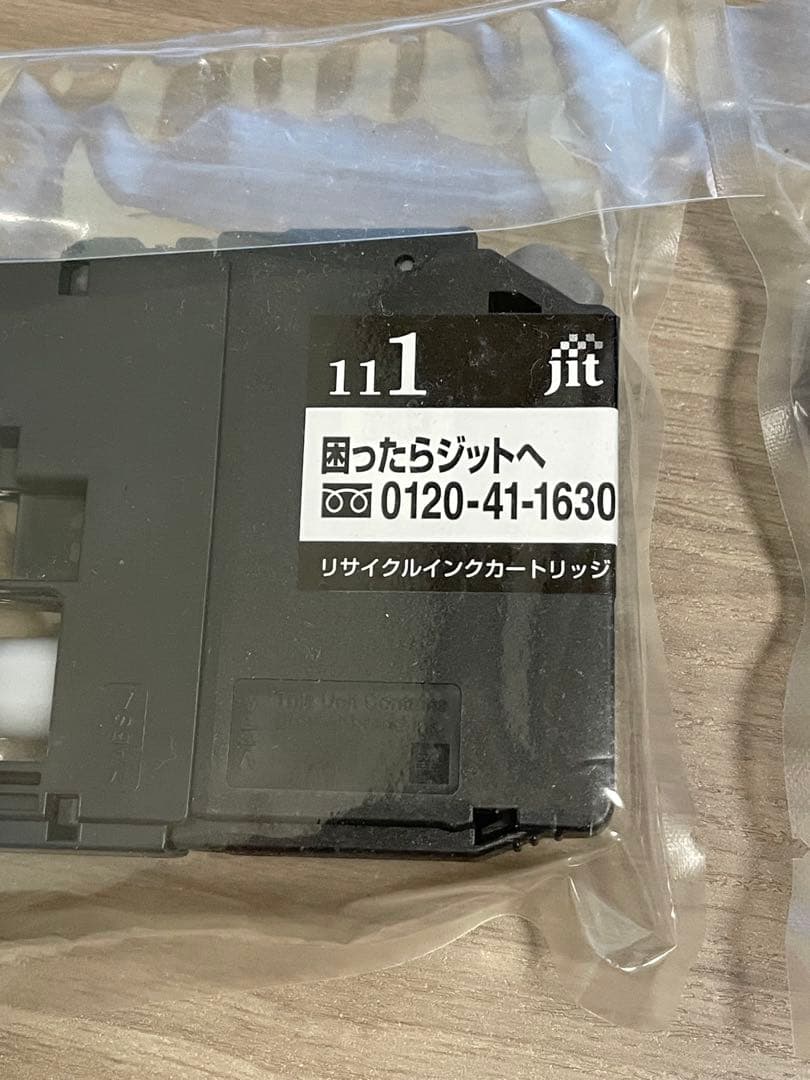 111
jit
困ったらジットへ
0120-41-1630
リサイクルインクカートリッジ